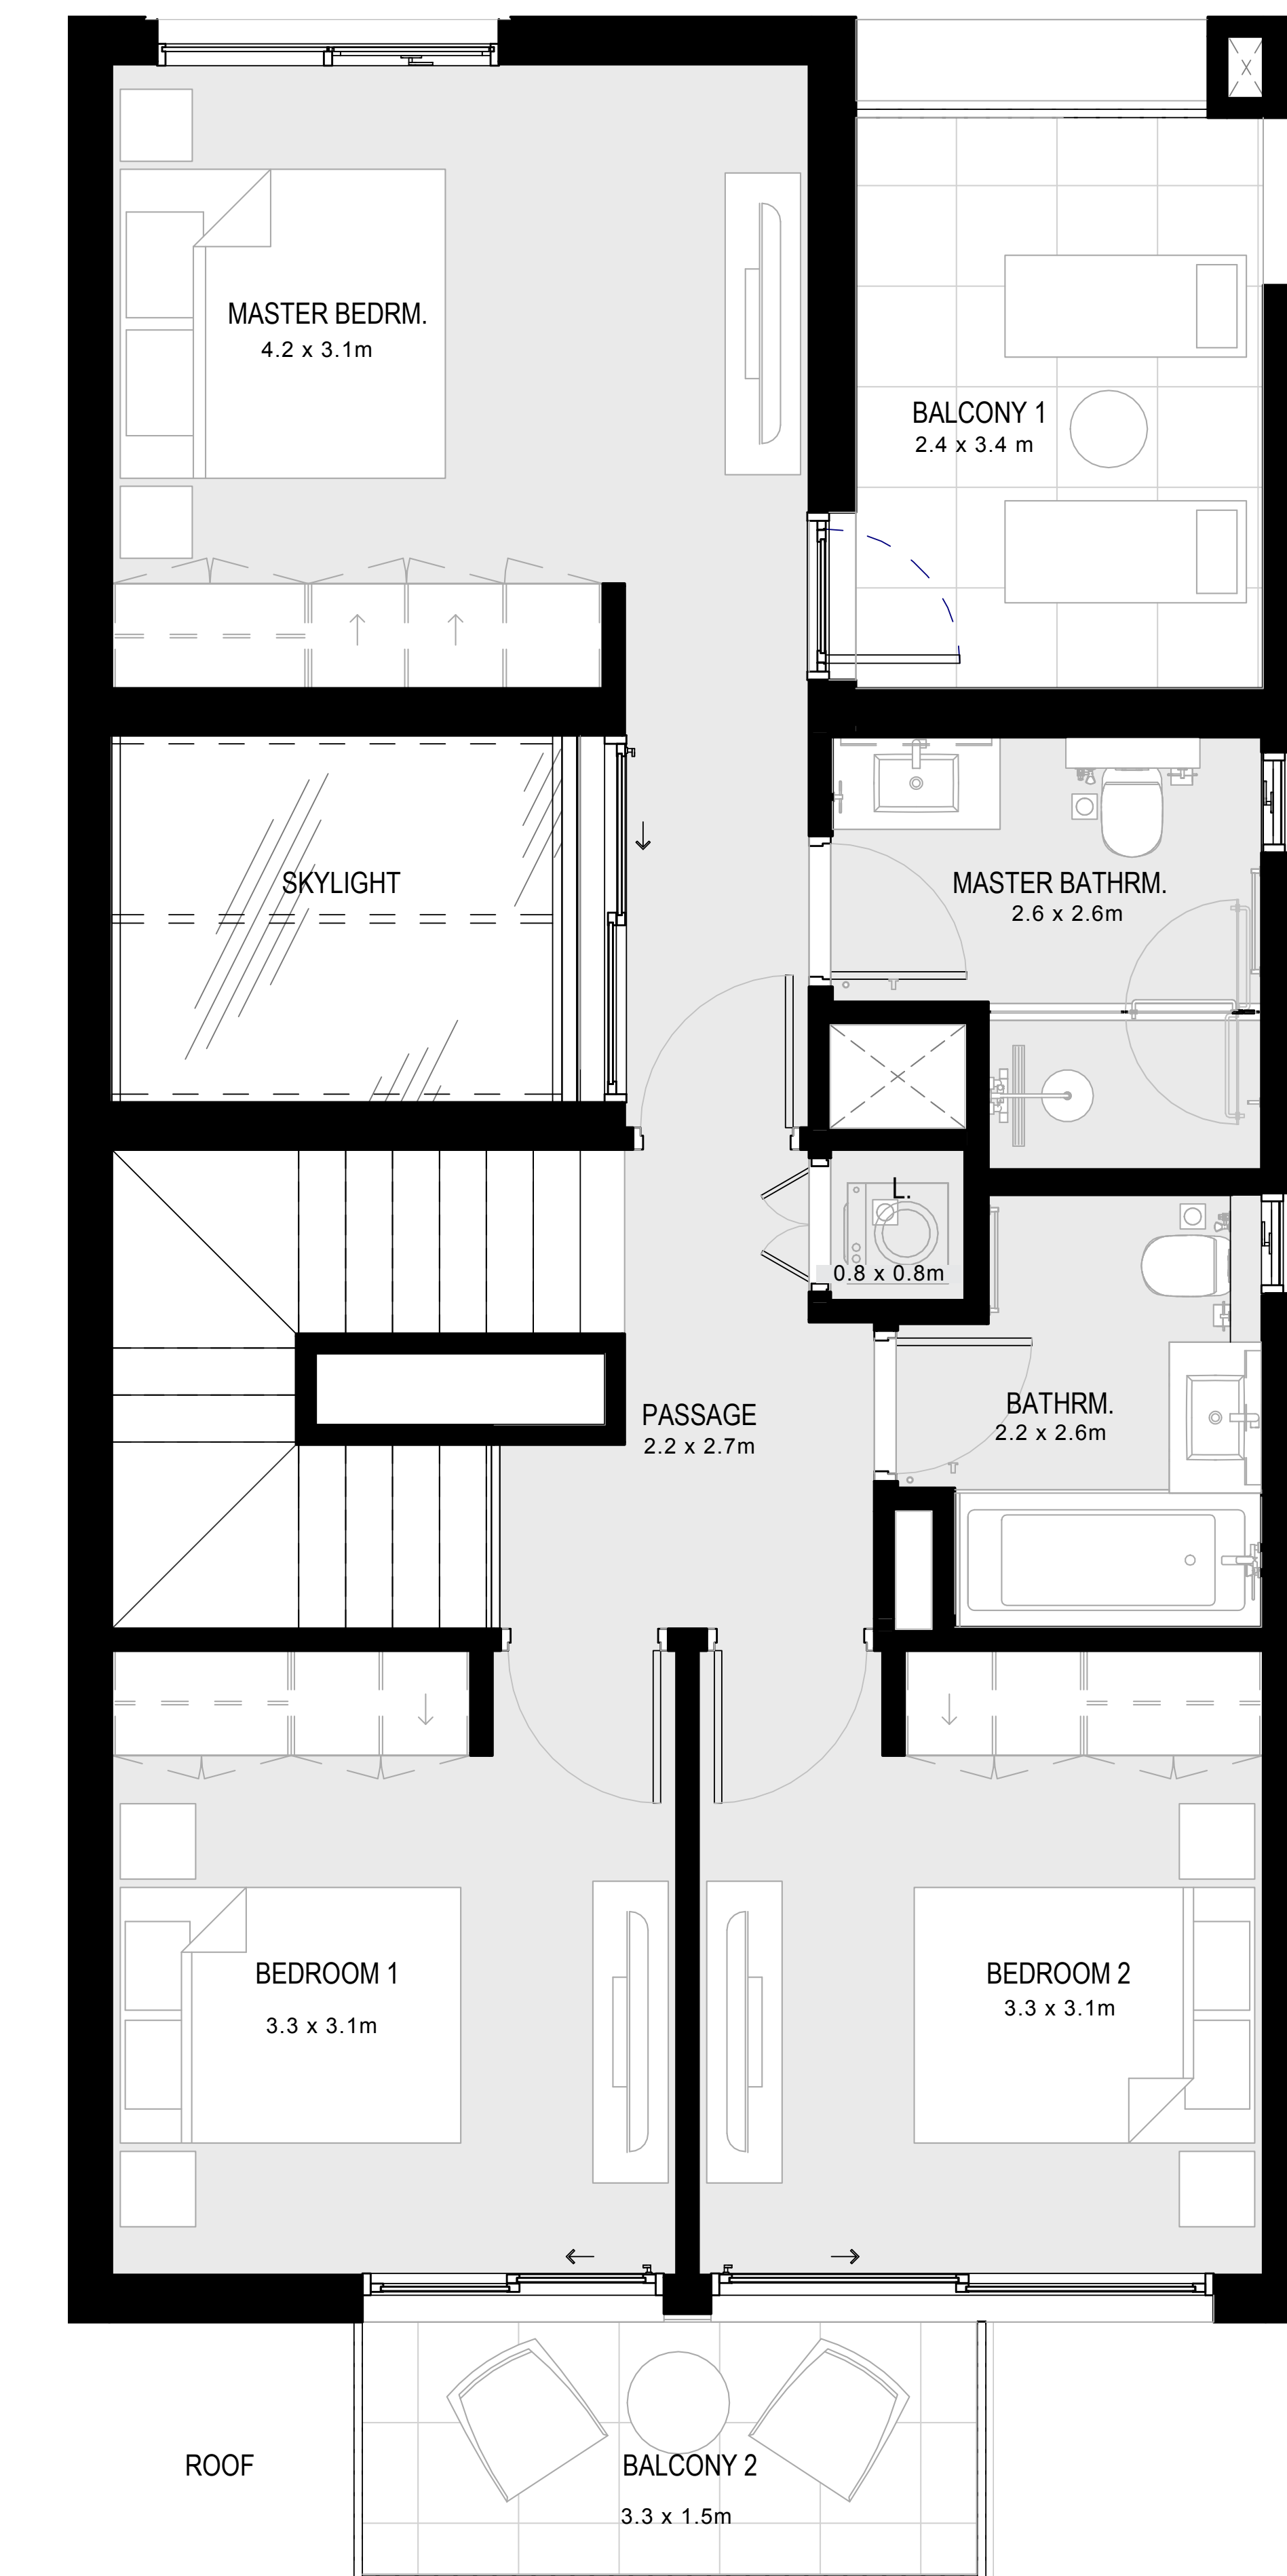 MASTER BEDRM.
4.2 x 3.1m
BALCONY 1
2.4 x 3.4 m
SKYLIGHT
MASTER BATHRM.
2.6 x 2.6m
L.
0.8 x 0.8m
PASSAGE
2.2 x 2.7m
BATHRM.
2.2 x 2.6m
BEDROOM 1
3.3 x 3.1m
BEDROOM 2
3.3 x 3.1m
ROOF
BALCONY 2
3.3 x 1.5m